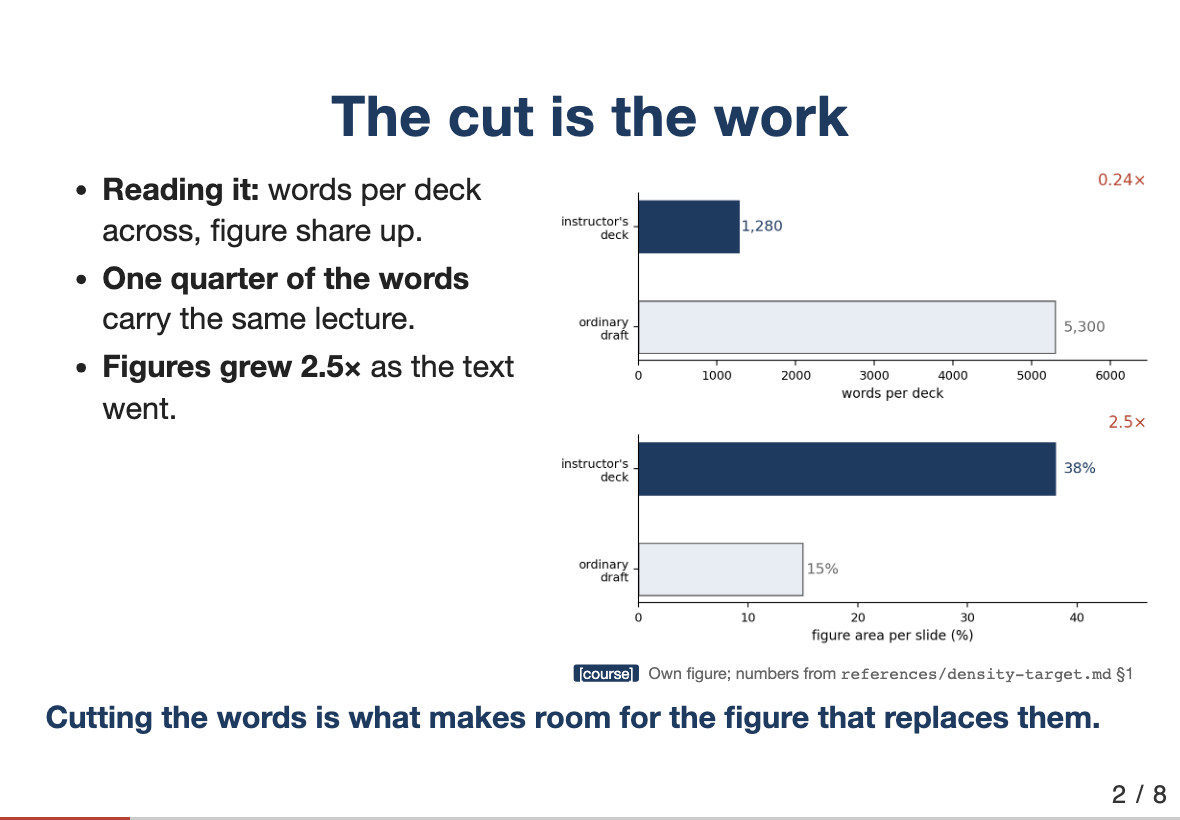 The cut is the work
• Reading it: words per deck
across, figure share up.
• One quarter of the words
carry the same lecture.
• Figures grew 2.5× as the text
went.
0.24×
instructor's
deck
1,280
ordinary
draft
5,300
0 1000 2000 3000 4000 5000 6000
words per deck
2.5×
instructor's
deck
38%
ordinary
draft
15%
0 10 20 30 40
figure area per slide (%)
[course] Own figure; numbers from references/density-target.md §1
Cutting the words is what makes room for the figure that replaces them.
2 / 8